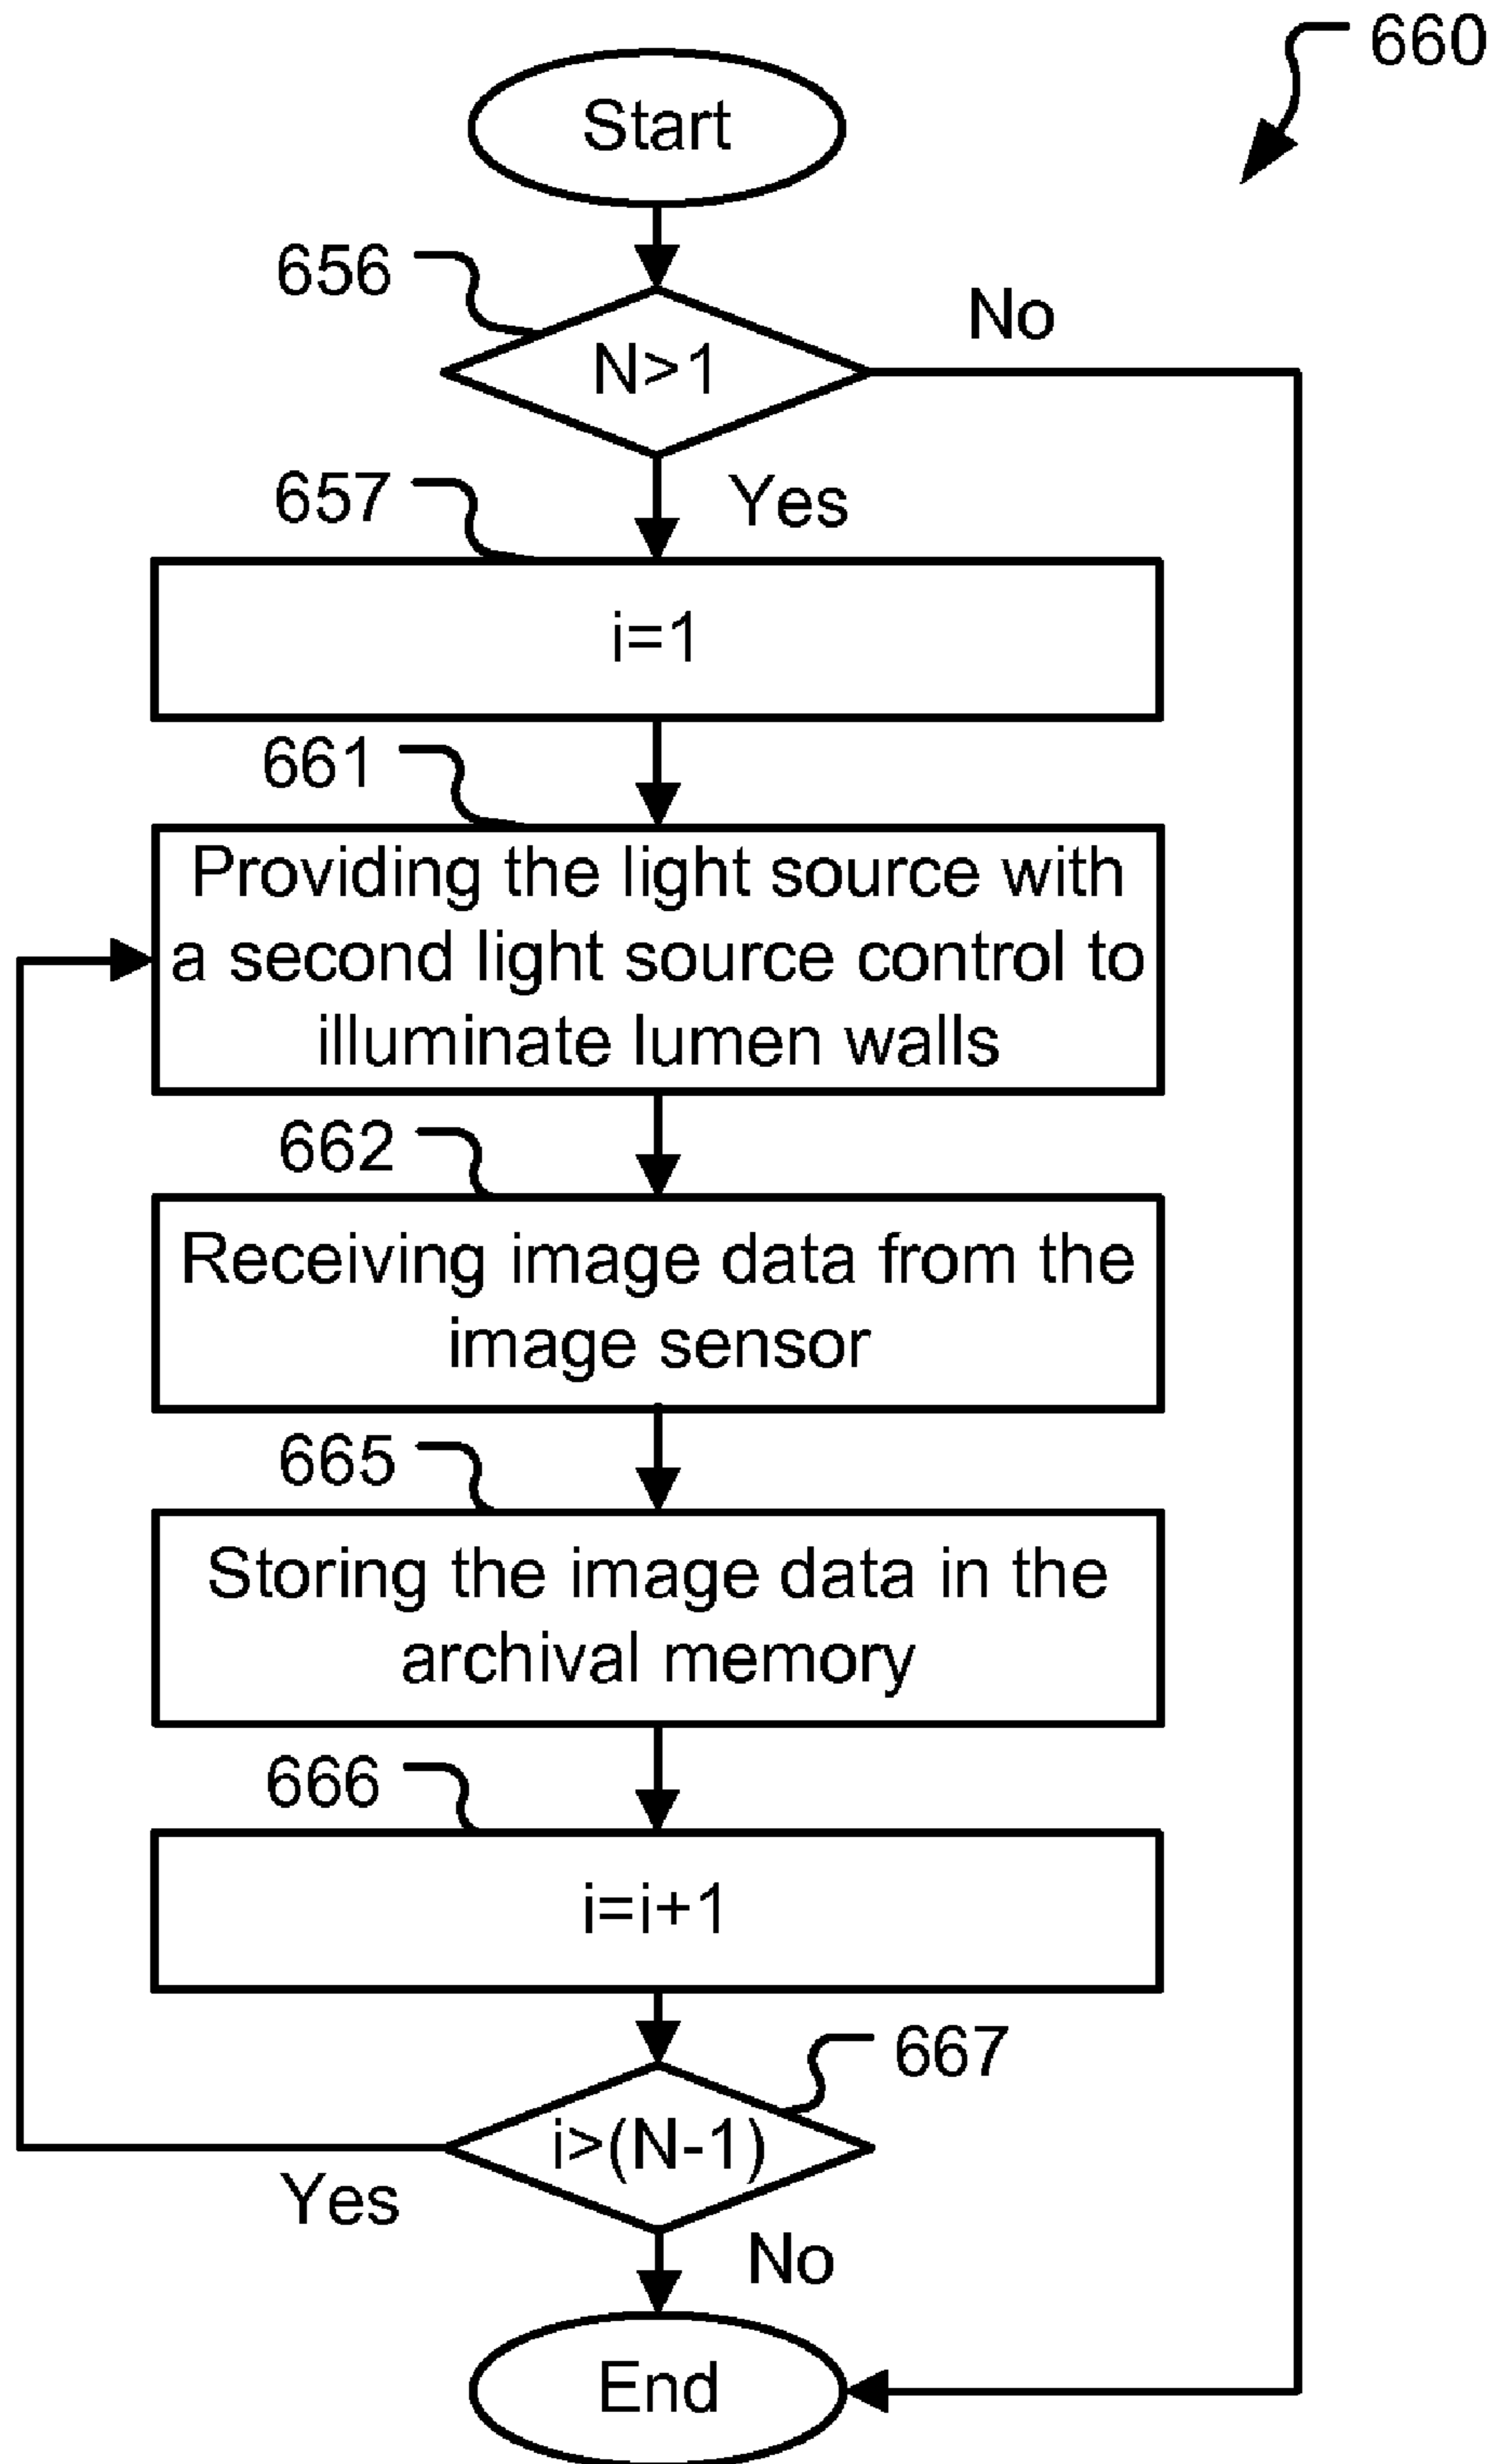 660
Start
656
N>1
No
657
Yes
i=1
661
Providing the light source with
a second light source control to
illuminate lumen walls
662
Receiving image data from the
image sensor
665
Storing the image data in the
archival memory
666
i=i+1
667
i>(N-1)
Yes
No
End